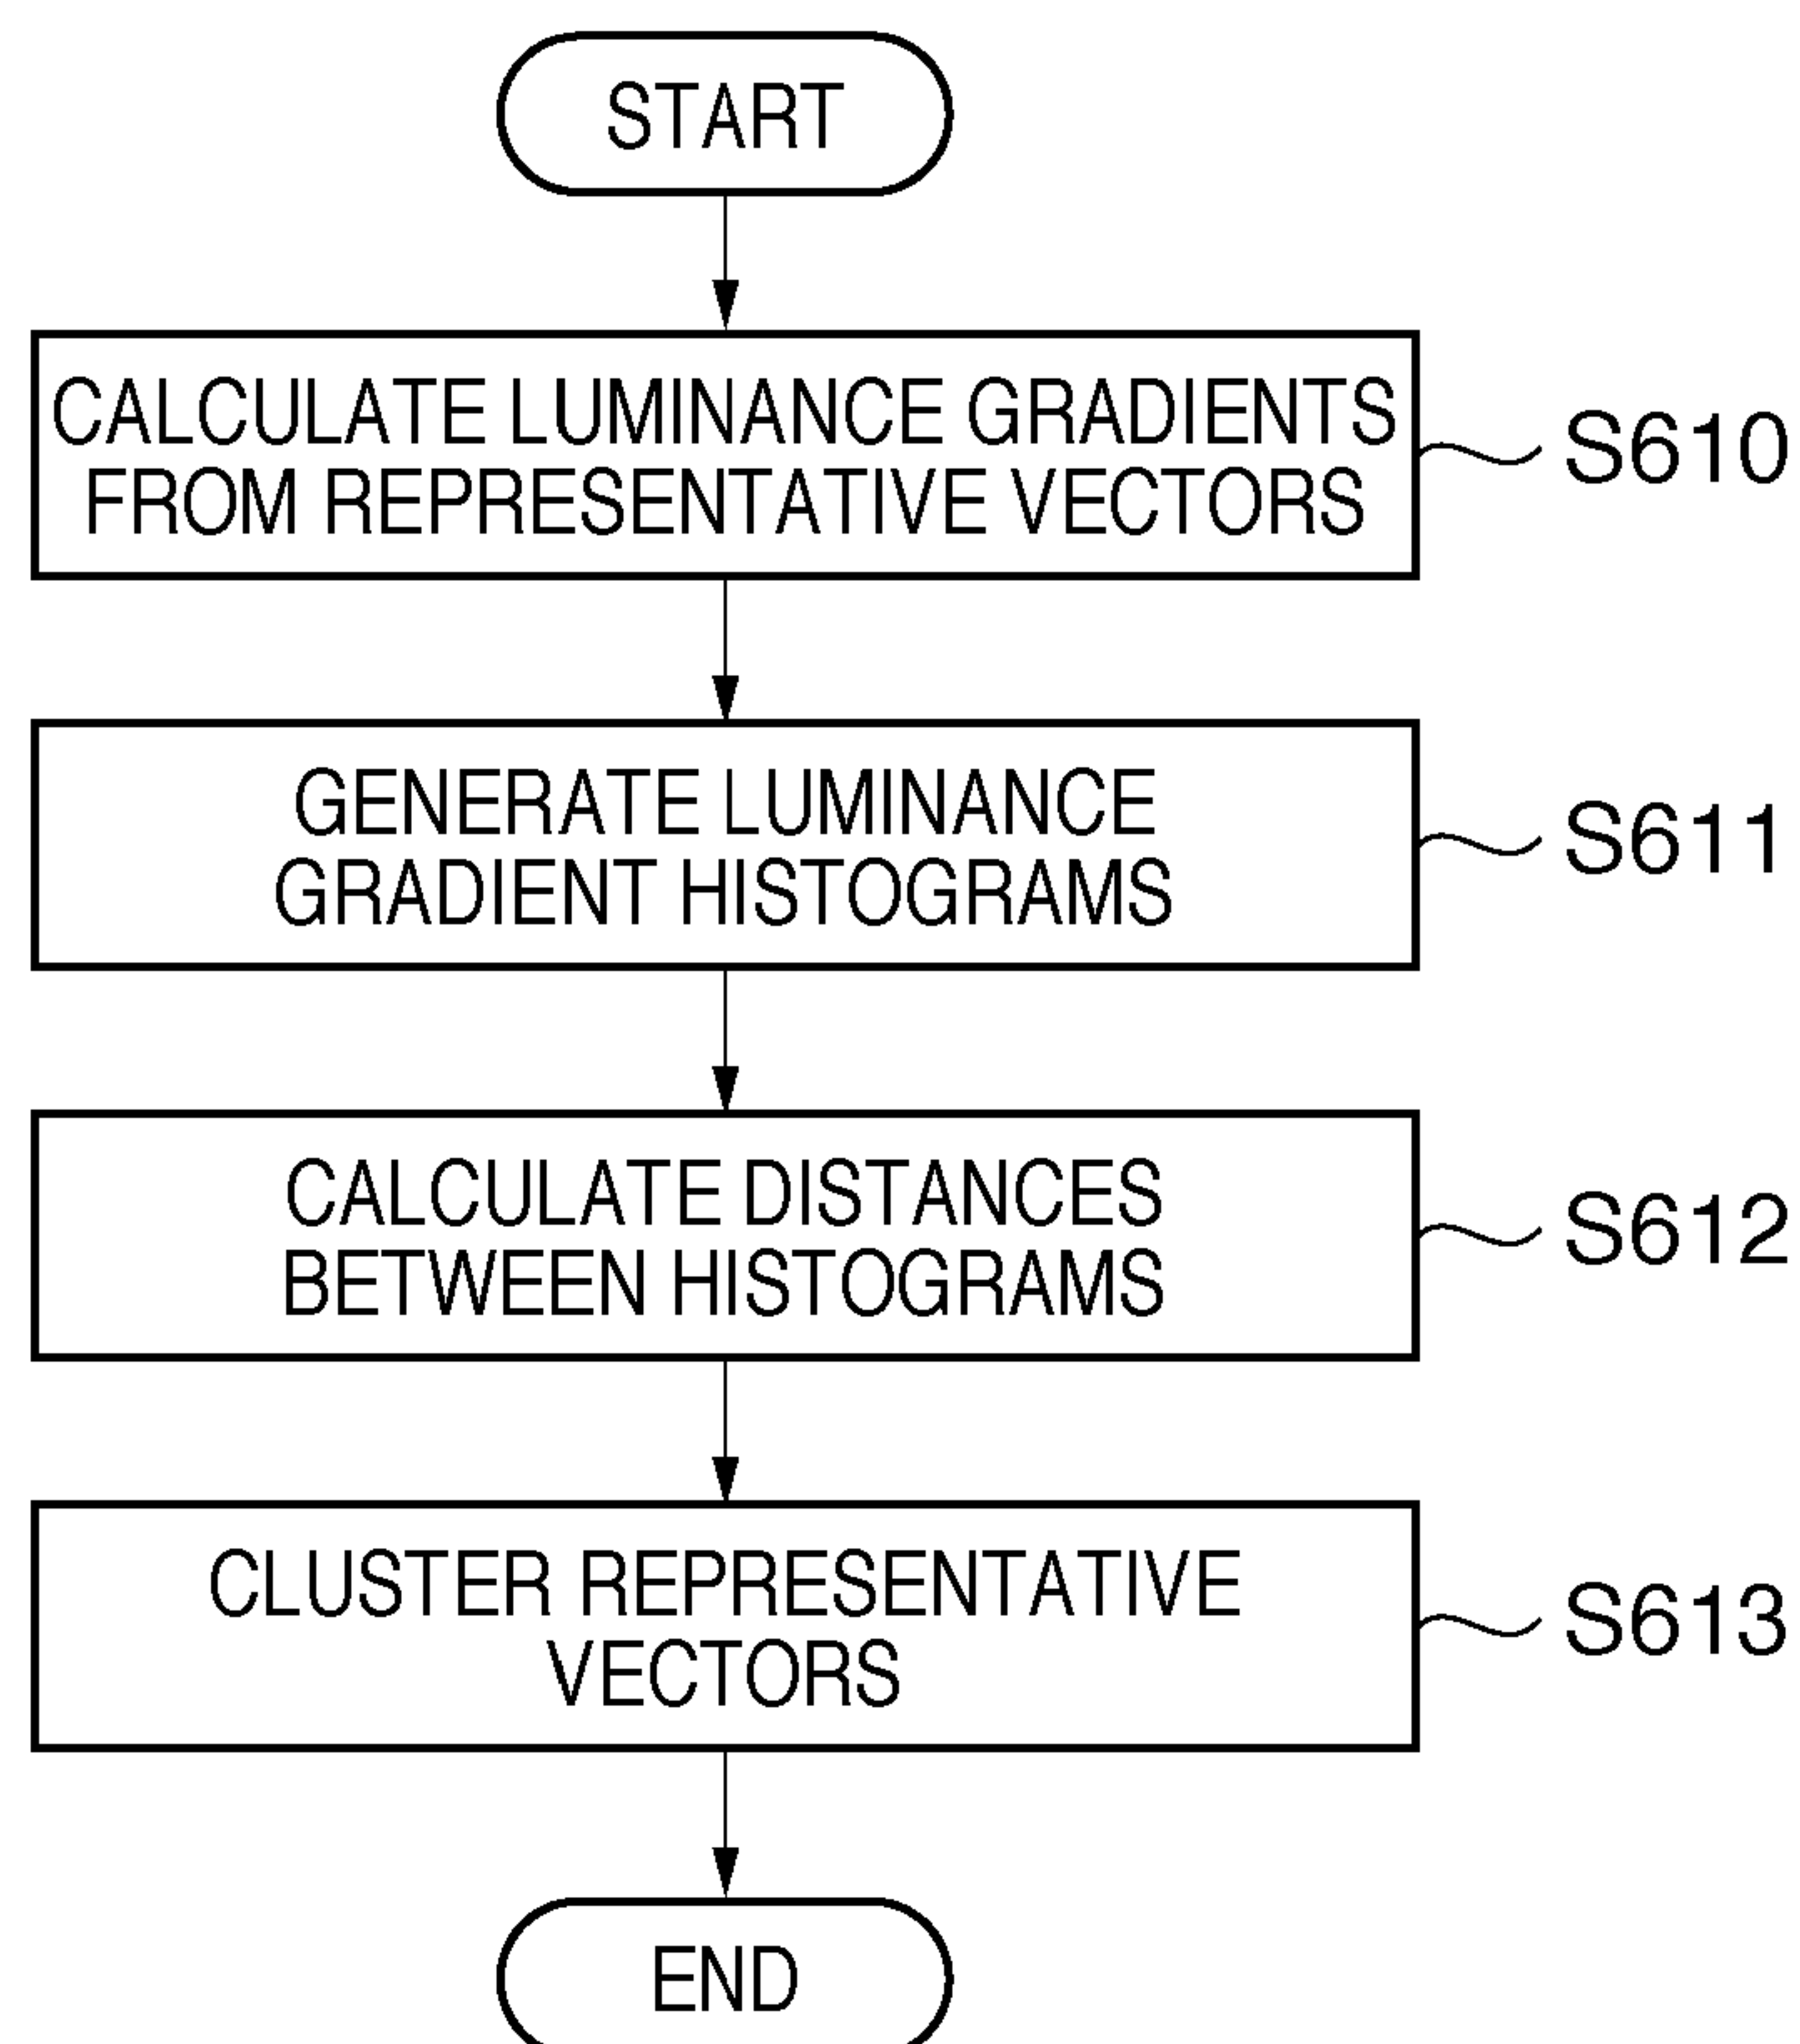 START
CALCULATE LUMINANCE GRADIENTS
FROM REPRESENTATIVE VECTORS
S610
GENERATE LUMINANCE
GRADIENT HISTOGRAMS
S611
CALCULATE DISTANCES
BETWEEN HISTOGRAMS
S612
CLUSTER REPRESENTATIVE
VECTORS
S613
END